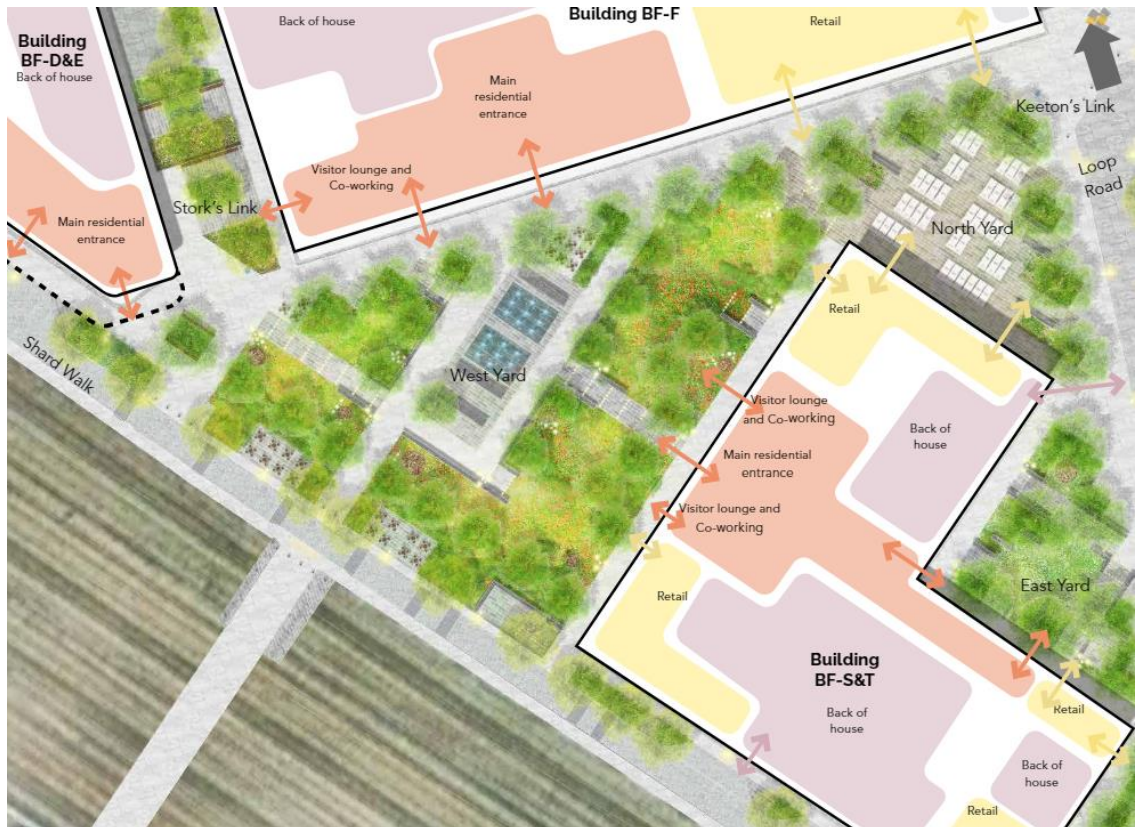 Building BF-F
Back of house
Retail
Building
BF-D&E
Back of house
Main
residential
entrance
Keeton's Link
Loop
Road
Visitor lounge and
Co-working
Stork's Link
Main residential
entrance
North Yard
Retail
Shard Walk
West Yard
Visitor lounge
and Co-working
Back of
house
Main residential
entrance
Visitor lounge and
Co-working
East Yard
Retail
Building
BF-S&T
Back of
house
Retail
Back of
house
Retail